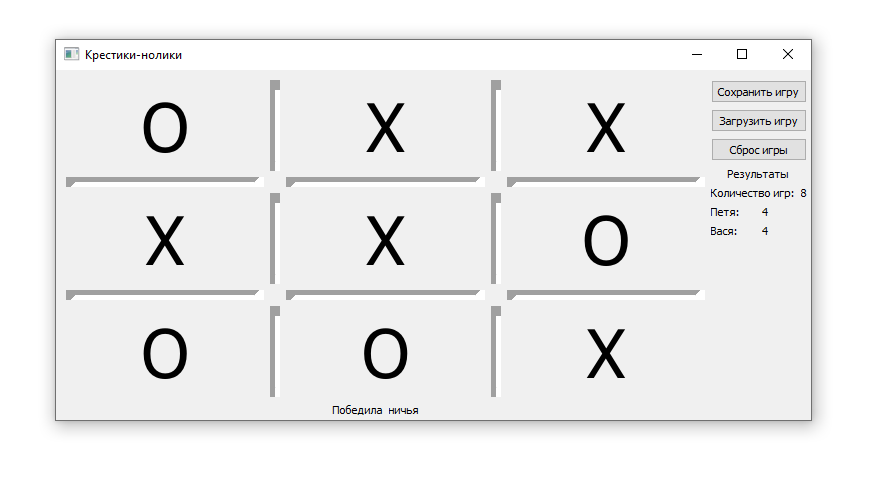 Крестики-нолики
O X X
X X O
O O X
Победила ничья
Сохранить игру
Загрузить игру
Сброс игры
Результаты
Количество игр: 8
Петя: 4
Вася: 4